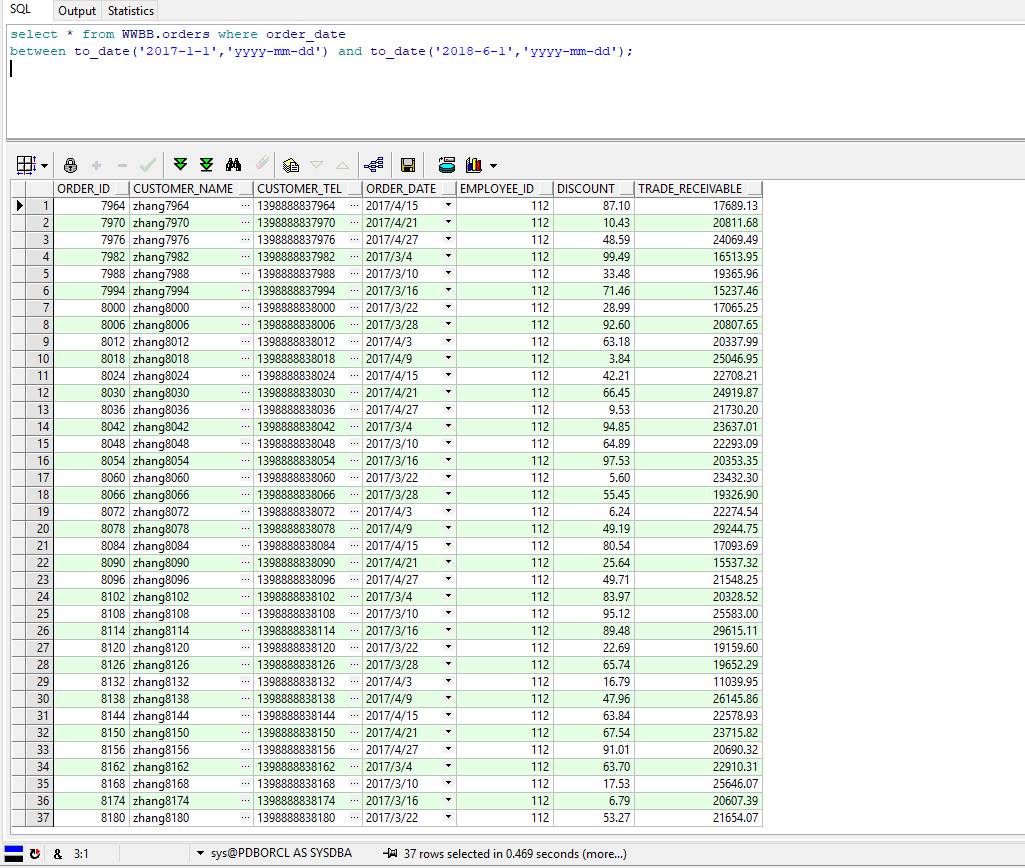 SQL Output Statistics
select * from WWBB.orders where order_date
between to_date('2017-1-1','yyyy-mm-dd') and to_date('2018-6-1','yyyy-mm-dd');
ORDER_ID CUSTOMER_NAME CUSTOMER_TEL ORDER_DATE EMPLOYEE_ID DISCOUNT TRADE_RECEIVABLE
1 7964 zhang7964 1398888837964 2017/4/15 112 87.10 17689.13
2 7970 zhang7970 1398888837970 2017/4/21 112 10.43 20811.68
3 7976 zhang7976 1398888837976 2017/4/27 112 48.59 24069.49
4 7982 zhang7982 1398888837982 2017/3/4 112 99.49 16513.95
5 7988 zhang7988 1398888837988 2017/3/10 112 33.48 19365.96
6 7994 zhang7994 1398888837994 2017/3/16 112 71.46 15237.46
7 8000 zhang8000 1398888838000 2017/3/22 112 28.99 17065.25
8 8006 zhang8006 1398888838006 2017/3/28 112 92.60 20807.65
9 8012 zhang8012 1398888838012 2017/4/3 112 63.18 20337.99
10 8018 zhang8018 1398888838018 2017/4/9 112 3.84 25046.95
11 8024 zhang8024 1398888838024 2017/4/15 112 42.21 22708.21
12 8030 zhang8030 1398888838030 2017/4/21 112 66.45 24919.87
13 8036 zhang8036 1398888838036 2017/4/27 112 9.53 21730.20
14 8042 zhang8042 1398888838042 2017/3/4 112 94.85 23637.01
15 8048 zhang8048 1398888838048 2017/3/10 112 64.89 22293.09
16 8054 zhang8054 1398888838054 2017/3/16 112 97.53 20353.35
17 8060 zhang8060 1398888838060 2017/3/22 112 5.60 23432.30
18 8066 zhang8066 1398888838066 2017/3/28 112 55.45 19326.90
19 8072 zhang8072 1398888838072 2017/4/3 112 6.24 22274.54
20 8078 zhang8078 1398888838078 2017/4/9 112 49.19 29244.75
21 8084 zhang8084 1398888838084 2017/4/15 112 80.54 17093.69
22 8090 zhang8090 1398888838090 2017/4/21 112 25.64 15537.32
23 8096 zhang8096 1398888838096 2017/4/27 112 49.71 21548.25
24 8102 zhang8102 1398888838102 2017/3/4 112 83.97 20328.52
25 8108 zhang8108 1398888838108 2017/3/10 112 95.12 25583.00
26 8114 zhang8114 1398888838114 2017/3/16 112 89.48 29615.11
27 8120 zhang8120 1398888838120 2017/3/22 112 22.69 19159.60
28 8126 zhang8126 1398888838126 2017/3/28 112 65.74 19652.29
29 8132 zhang8132 1398888838132 2017/4/3 112 16.79 11039.95
30 8138 zhang8138 1398888838138 2017/4/9 112 47.96 26145.86
31 8144 zhang8144 1398888838144 2017/4/15 112 63.84 22578.93
32 8150 zhang8150 1398888838150 2017/4/21 112 67.54 23715.82
33 8156 zhang8156 1398888838156 2017/4/27 112 91.01 20690.32
34 8162 zhang8162 1398888838162 2017/3/4 112 63.70 22910.31
35 8168 zhang8168 1398888838168 2017/3/10 112 17.53 25646.07
36 8174 zhang8174 1398888838174 2017/3/16 112 6.79 20607.39
37 8180 zhang8180 1398888838180 2017/3/22 112 53.27 21654.07
& 3:1 sys@PDBORCL AS SYSDBA 37 rows selected in 0.469 seconds (more...)